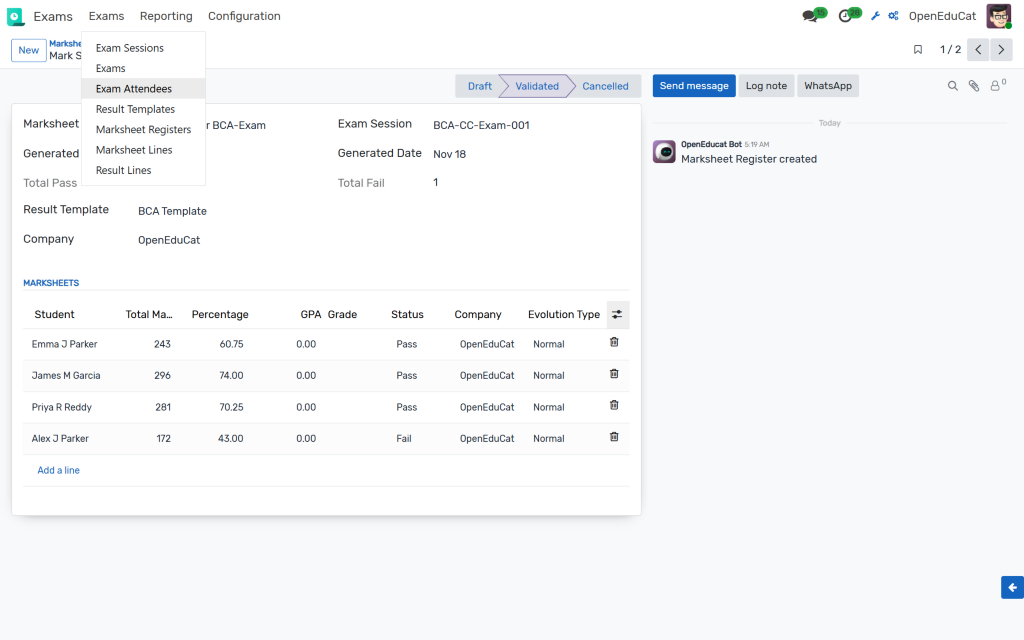 Exams Exams Reporting Configuration 15 28 OpenEduCat
New Markshe
Mark S
1 / 2
Exam Sessions
Exams
Exam Attendees
Result Templates
Marksheet Registers
Marksheet Lines
Result Lines
Draft Validated Cancelled
Send message Log note WhatsApp 0
Marksheet r BCA-Exam Exam Session BCA-CC-Exam-001
Generated Generated Date Nov 18
Total Pass Total Fail 1
Result Template BCA Template
Company OpenEduCat
Today
OpenEducat Bot 5:19 AM
Marksheet Register created
MARKSHEETS
Student Total Ma... Percentage GPA Grade Status Company Evolution Type
Emma J Parker 243 60.75 0.00 Pass OpenEduCat Normal
James M Garcia 296 74.00 0.00 Pass OpenEduCat Normal
Priya R Reddy 281 70.25 0.00 Pass OpenEduCat Normal
Alex J Parker 172 43.00 0.00 Fail OpenEduCat Normal
Add a line